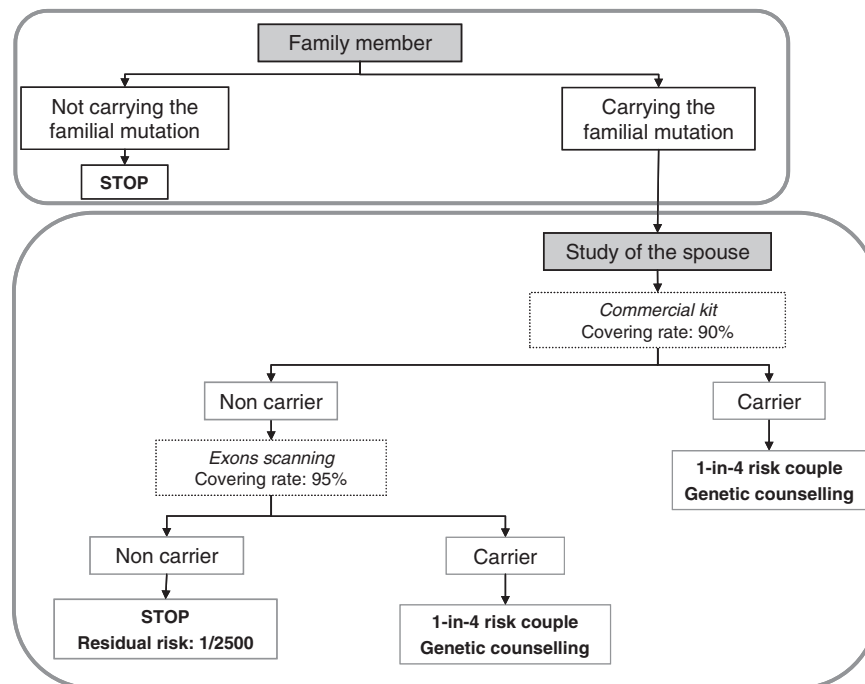 Family member
Not carrying the
familial mutation
Carrying the
familial mutation
STOP
Study of the spouse
Commercial kit
Covering rate: 90%
Non carrier
Carrier
Exons scanning
Covering rate: 95%
1-in-4 risk couple
Genetic counselling
Non carrier
Carrier
STOP
Residual risk: 1/2500
1-in-4 risk couple
Genetic counselling